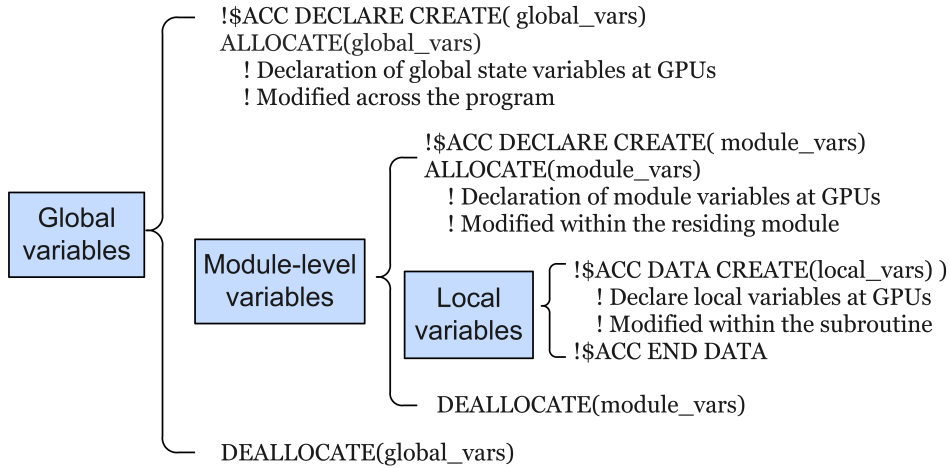 !$ACC DECLARE CREATE( global_vars)
ALLOCATE(global_vars)
! Declaration of global state variables at GPUs
! Modified across the program
!$ACC DECLARE CREATE( module_vars)
ALLOCATE(module_vars)
! Declaration of module variables at GPUs
! Modified within the residing module
Global
variables
Module-level
variables
Local
variables
!$ACC DATA CREATE(local_vars) )
! Declare local variables at GPUs
! Modified within the subroutine
!$ACC END DATA
DEALLOCATE(module_vars)
DEALLOCATE(global_vars)